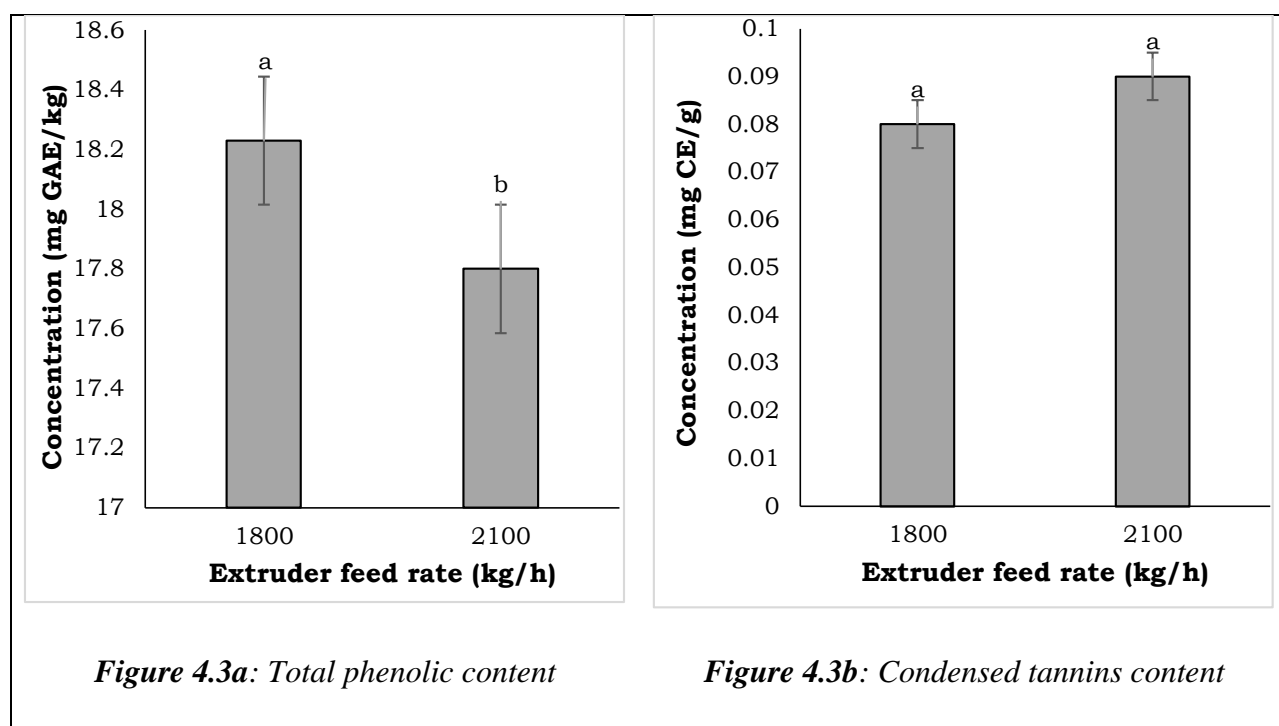 Concentration (mg GAE/kg)
18.6
18.4
18.2
18
17.8
17.6
17.4
17.2
17
a
b
1800
2100
Extruder feed rate (kg/h)
Figure 4.3a: Total phenolic content
Concentration (mg CE/g)
0.1
0.09
0.08
0.07
0.06
0.05
0.04
0.03
0.02
0.01
0
a
a
1800
2100
Extruder feed rate (kg/h)
Figure 4.3b: Condensed tannins content